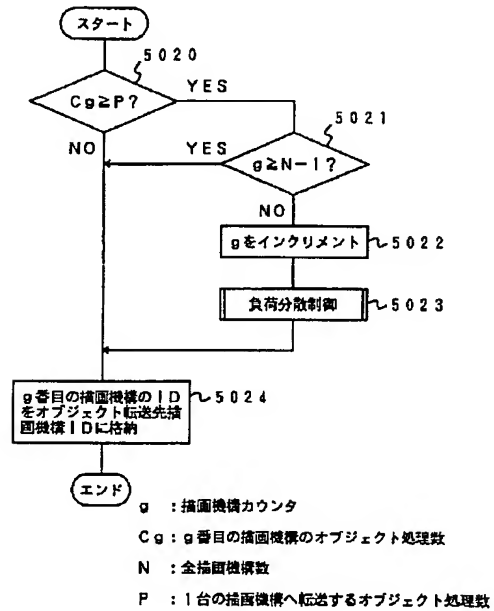 スタート
5020
Cg≧P?
YES
5021
NO
YES
g≧N-1?
NO
gをインクリメント
5022
負荷分散制御
5023
g番目の描画機構のID
をオブジェクト転送先描
画機構IDに格納
5024
エンド
g :描画機構カウンタ
Cg:g番目の描画機構のオブジェクト処理数
N :全描画機構数
P :1台の描画機構へ転送するオブジェクト処理数